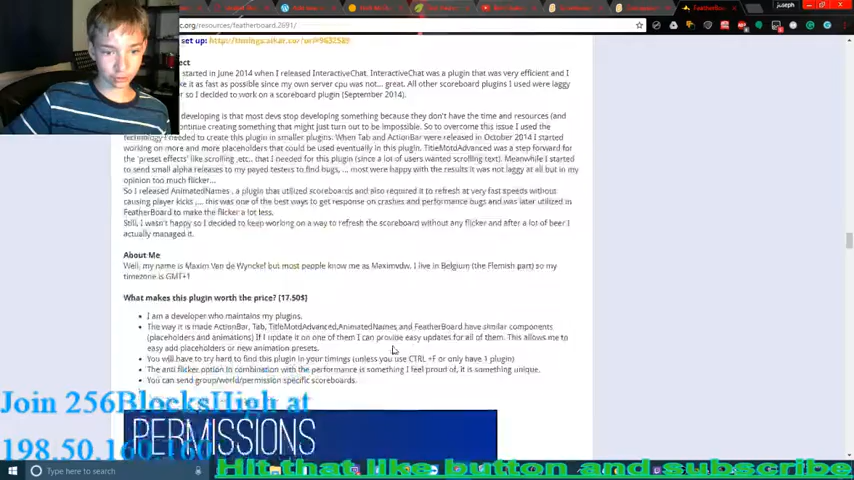 .org/resources/featherboard.2691/
set up:
started in June 2014 when I released InteractiveChat. InteractiveChat was a plugin that was very efficient and I
it as fast as possible since my own server cpu was not... great. All other scoreboard plugins I used were laggy
so I decided to work on a scoreboard plugin (September 2014).
developing is that most devs stop developing something because they don't have the time and resources (and
continue creating something that might just turn out to be impossible. So to overcome this issue I used the
technology I needed to create this plugin in smaller plugins. When Tab and ActionBar were released in October 2014 I started
working on more and more placeholders that could be used eventually in this plugin. TitleMotdAdvanced was a step forward for
the 'preset effects' like scrolling ,etc.. that I needed for this plugin (since a lot of users wanted scrolling text). Meanwhile I started
to send small alpha releases to my payed testers to find bugs, ... most were happy with the results it was not laggy at all but in my
opinion too much flicker...
So I released AnimatedNames , a plugin that utilized scoreboards and also required it to refresh at very fast speeds without
causing player kicks ,... this was one of the best ways to get response on crashes and performance bugs and was later utilized in
FeatherBoard to make the flicker a lot less.
Still, I wasn't happy so I decided to keep working on a way to refresh the scoreboard without any flicker and after a lot of beer I
actually managed it.
About Me
Well, my name is Maxim Van de Wynckel but most people know me as Maximvdw. I live in Belgium (the Flemish part) so my
timezone is GMT+1
What makes this plugin worth the price? [17.50$]
• I am a developer who maintains my plugins.
• The way it is made ActionBar, Tab, TitleMotdAdvanced,AnimatedNames and FeatherBoard have similar components
(placeholders and animations) If I update it on one of them I can provide easy updates for all of them. This allows me to
easy add placeholders or new animation presets.
• You will have to try hard to find this plugin in your timings (unless you use CTRL +F or only have 1 plugin)
• The anti flicker option in combination with the performance is something I feel proud of, it is something unique.
• You can send group/world/permission specific scoreboards.
Join 256BlocksHigh at
198.50.160.100
PERMISSIONS
Type here to search
Hit that like button and subscribe